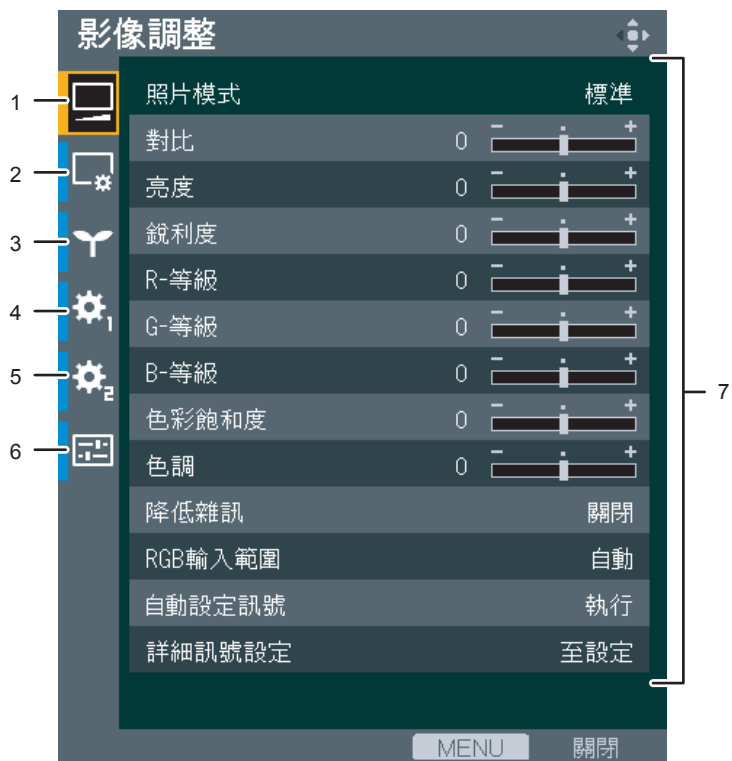 影像調整
1
2
3
4
5
6
7
照片模式 標準
對比 0 − +
亮度 0 − +
銳利度 0 − +
R-等級 0 − +
G-等級 0 − +
B-等級 0 − +
色彩飽和度 0 − +
色調 0 − +
降低雜訊 關閉
RGB輸入範圍 自動
自動設定訊號 執行
詳細訊號設定 至設定
MENU 關閉